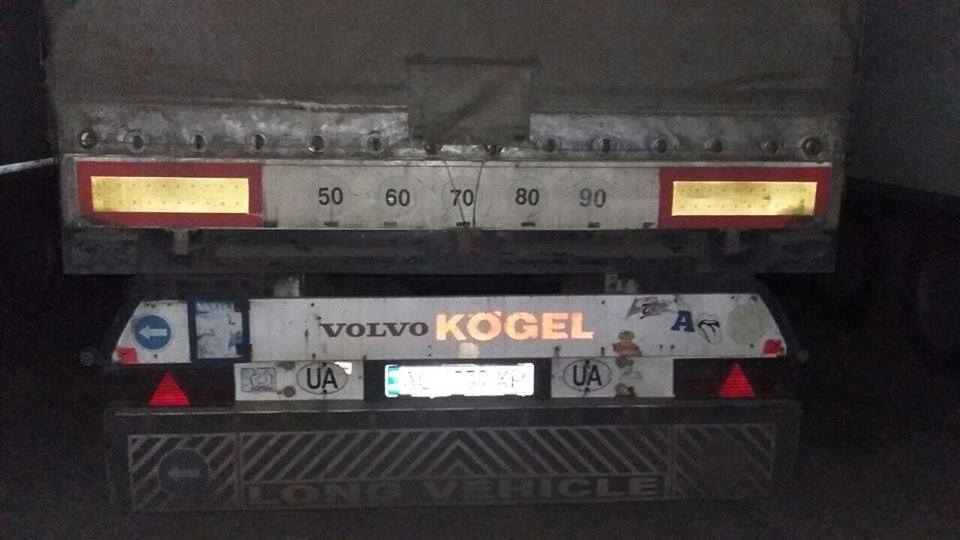 50 60 70 80 90
VOLVO KÖGEL
A
UA UA
LONG VEHICLE